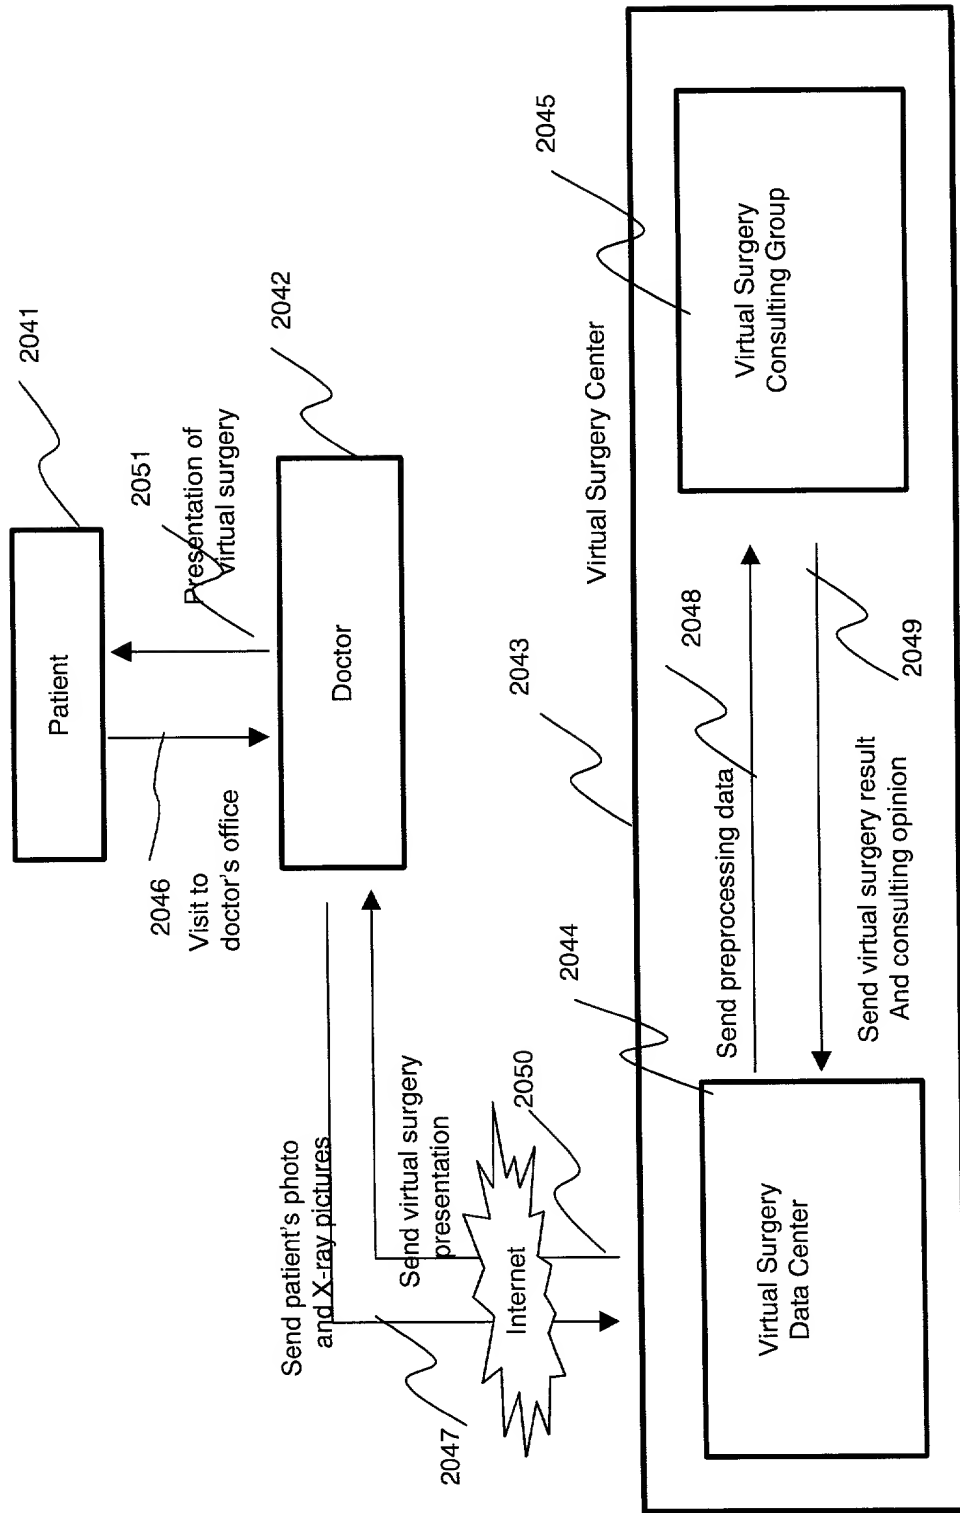 Patient
2041
2046
Visit to
doctor's office
2051
Presentation of
virtual surgery
Doctor
2042
Send patient's photo
and X-ray pictures
Send virtual surgery
presentation
2047
Internet
2050
2043
Virtual Surgery Center
2044
2045
Virtual Surgery
Data Center
Send preprocessing data
2048
2049
Send virtual surgery result
And consulting opinion
Virtual Surgery
Consulting Group